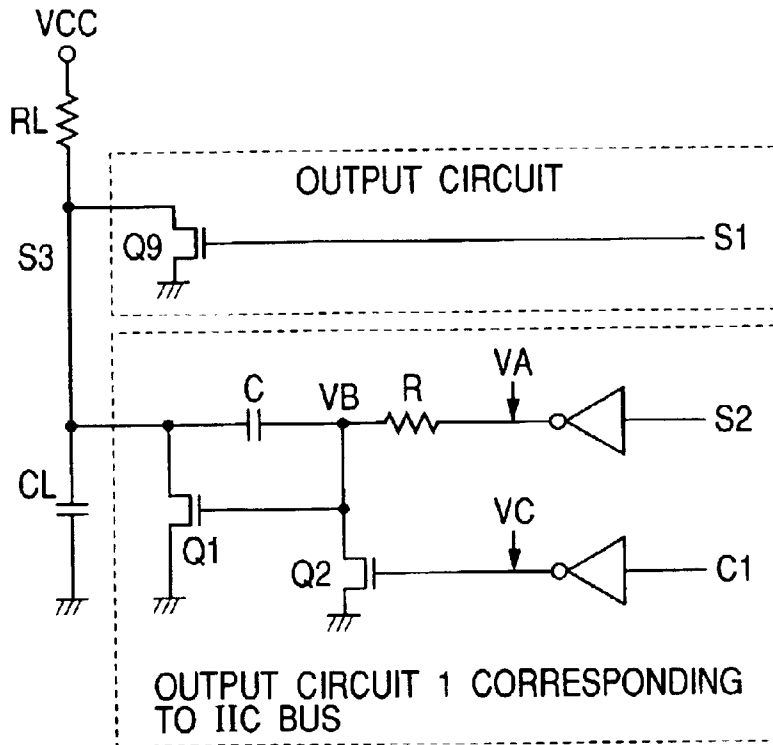 VCC
RL
OUTPUT CIRCUIT
Q9
S1
S3
C
VB
R
VA
S2
CL
Q1
Q2
VC
C1
OUTPUT CIRCUIT 1 CORRESPONDING
TO IIC BUS